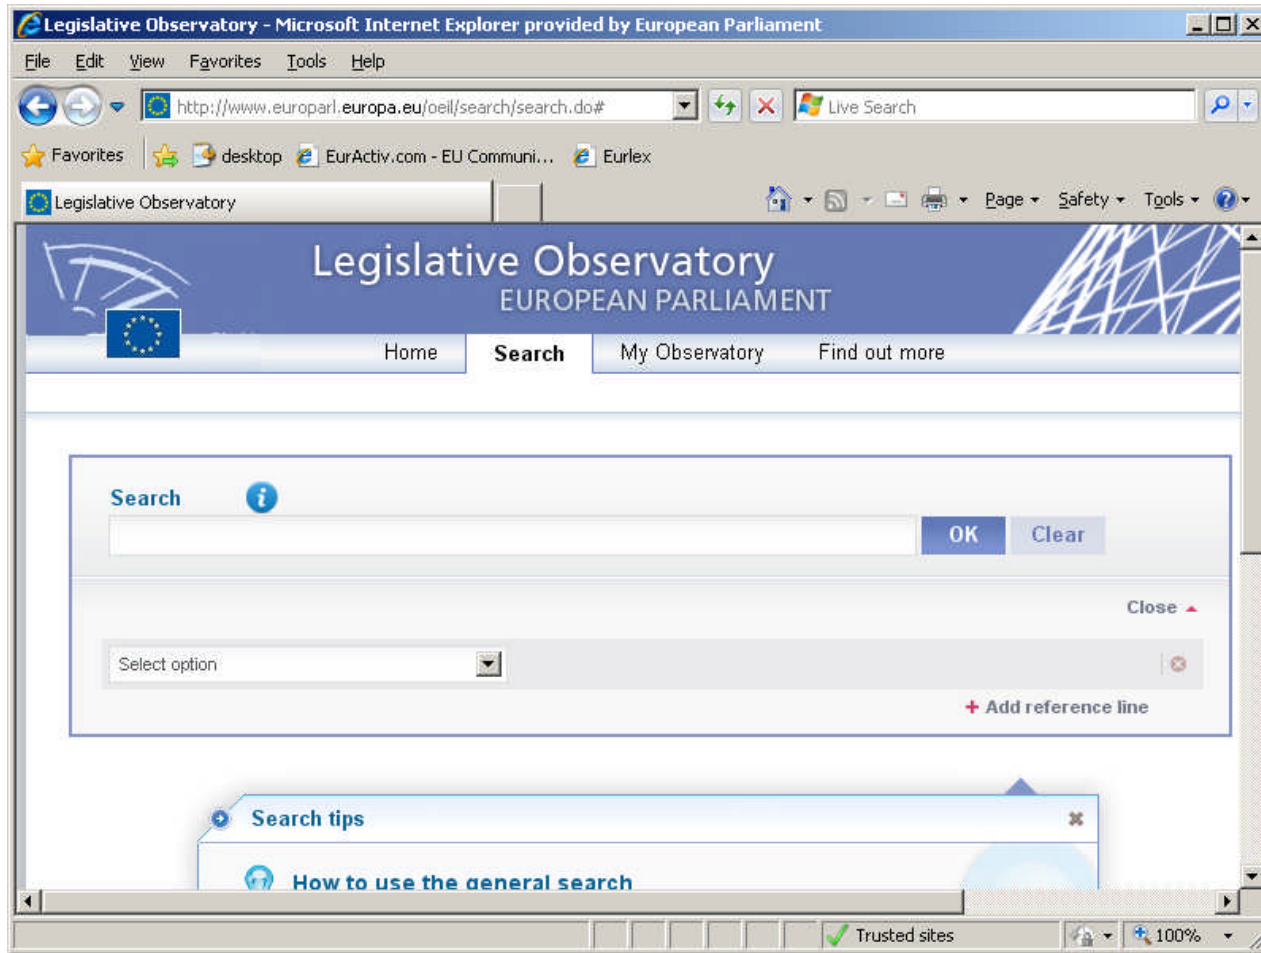 Legislative Observatory - Microsoft Internet Explorer provided by European Parliament
File Edit View Favorites Tools Help
http://www.europarl.europa.eu/oeil/search/search.do# Live Search
Favorites desktop EurActiv.com - EU Communi... Eurlex
Legislative Observatory Page Safety Tools
Legislative Observatory
EUROPEAN PARLIAMENT
Home Search My Observatory Find out more
Search
OK Clear
Close
Select option
+ Add reference line
Search tips
How to use the general search
Trusted sites 100%